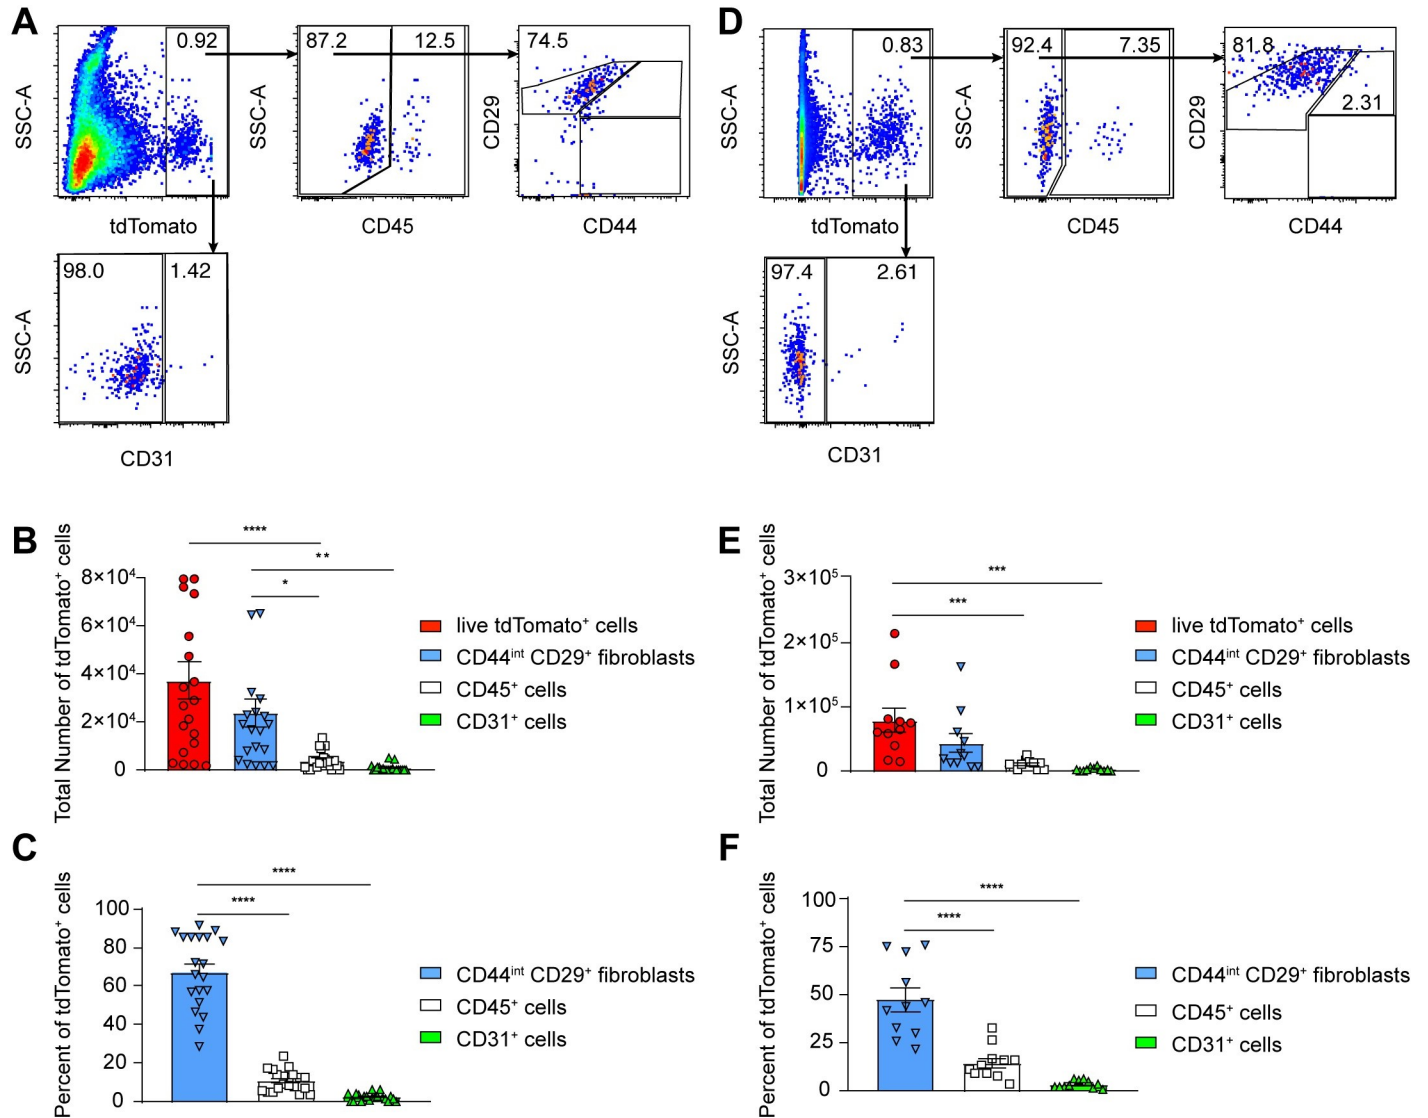 A
0.92
SSC-A
tdTomato
87.2
12.5
SSC-A
CD45
74.5
CD29
CD44
98.0
1.42
SSC-A
CD31
D
0.83
SSC-A
tdTomato
92.4
7.35
SSC-A
CD45
81.8
2.31
CD29
CD44
97.4
2.61
SSC-A
CD31
B
Total Number of tdTomato⁺ cells
8×10⁴
6×10⁴
4×10⁴
2×10⁴
0
****
**
*
live tdTomato⁺ cells
CD44ⁱⁿᵗ CD29⁺ fibroblasts
CD45⁺ cells
CD31⁺ cells
E
Total Number of tdTomato⁺ cells
3×10⁵
2×10⁵
1×10⁵
0
***
***
live tdTomato⁺ cells
CD44ⁱⁿᵗ CD29⁺ fibroblasts
CD45⁺ cells
CD31⁺ cells
C
Percent of tdTomato⁺ cells
100
80
60
40
20
0
****
****
CD44ⁱⁿᵗ CD29⁺ fibroblasts
CD45⁺ cells
CD31⁺ cells
F
Percent of tdTomato⁺ cells
100
75
50
25
0
****
****
CD44ⁱⁿᵗ CD29⁺ fibroblasts
CD45⁺ cells
CD31⁺ cells